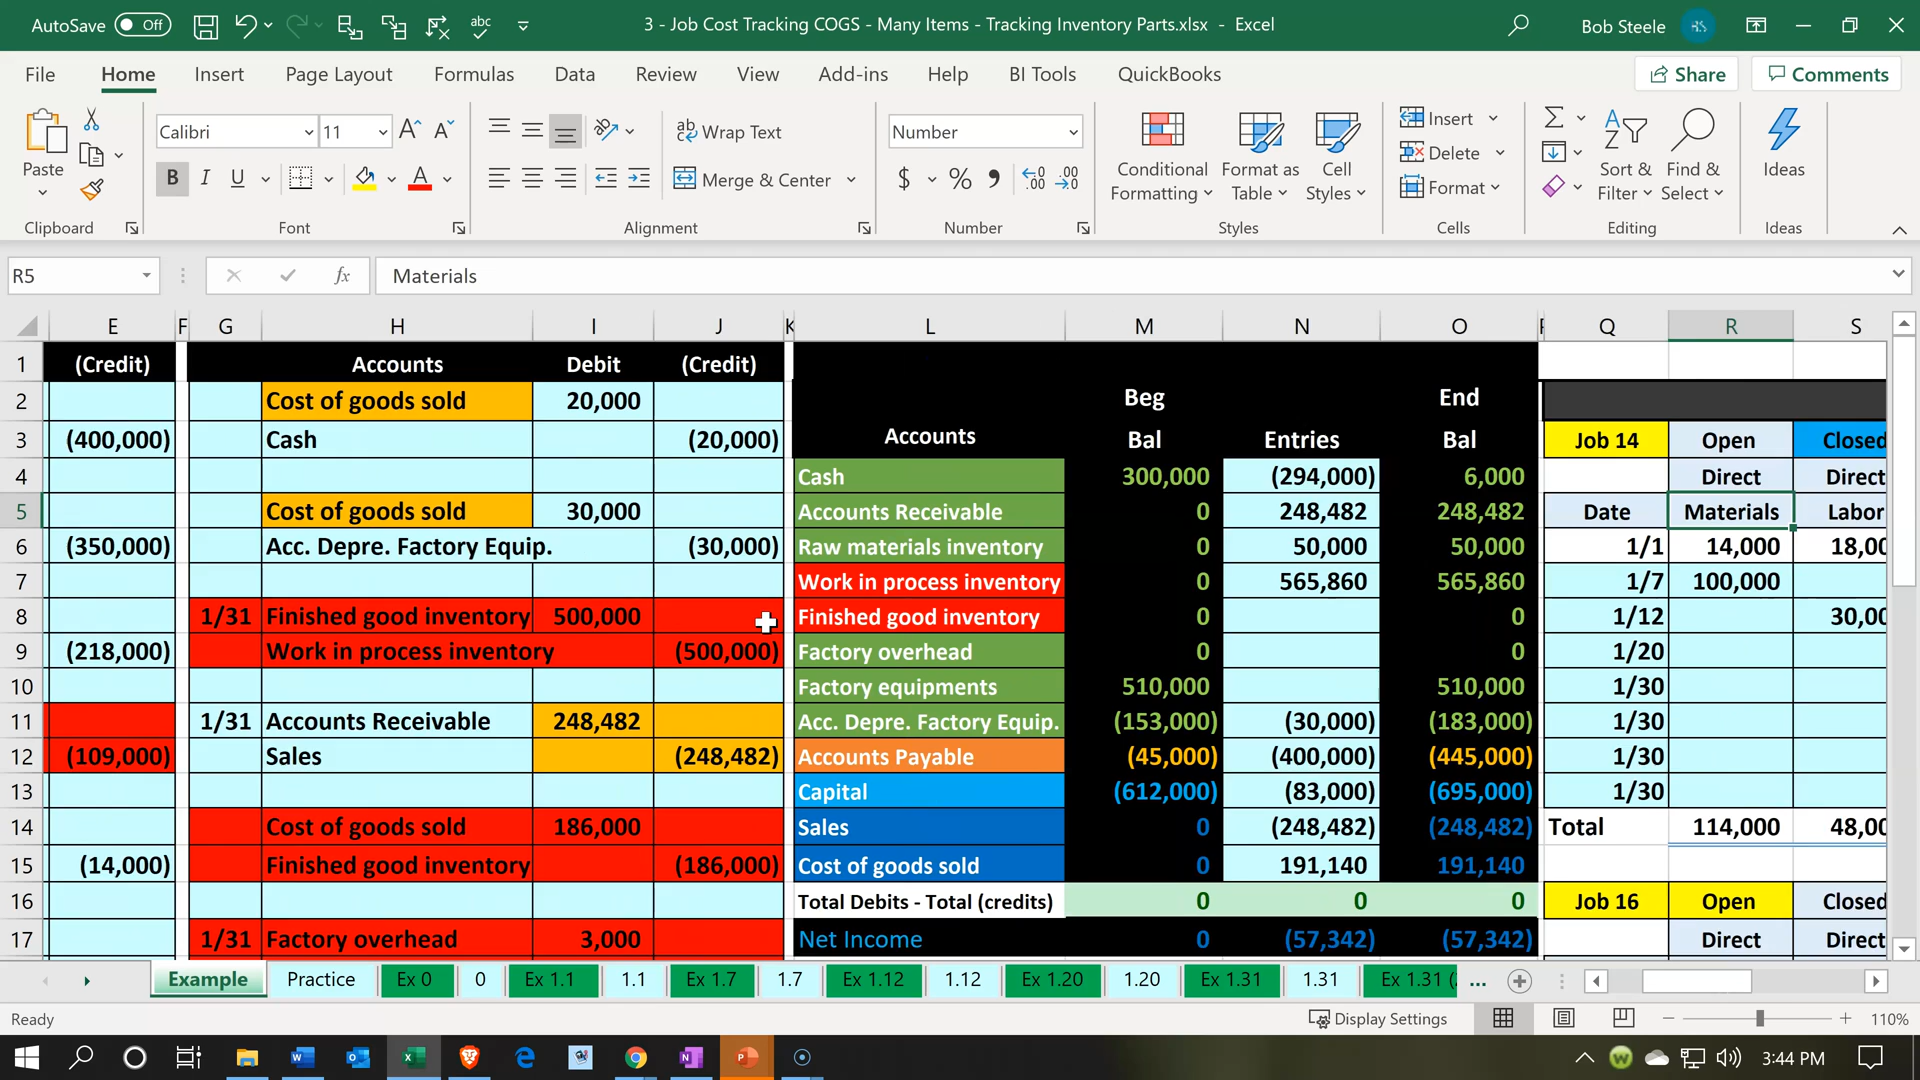 AutoSave Off abc 3 - Job Cost Tracking COGS - Many Items - Tracking Inventory Parts.xlsx - Excel Bob Steele BS
File Home Insert Page Layout Formulas Data Review View Add-ins Help BI Tools QuickBooks Share Comments
Paste Calibri 11 A A ab Wrap Text Number Conditional Formatting Format as Table Cell Styles Insert Delete Format Sort & Filter Find & Select Ideas
B I U A Merge & Center $ % 9 .00 .0
Clipboard Font Alignment Number Styles Cells Editing Ideas
R5 fx Materials
E F G H I J K L M N O Q R S
1 (Credit) Accounts Debit (Credit)
2 Cost of goods sold 20,000 Beg End
3 (400,000) Cash (20,000) Accounts Bal Entries Bal Job 14 Open Closed
4 Cash 300,000 (294,000) 6,000 Direct Direct
5 Cost of goods sold 30,000 Accounts Receivable 0 248,482 248,482 Date Materials Labor
6 (350,000) Acc. Depre. Factory Equip. (30,000) Raw materials inventory 0 50,000 50,000 1/1 14,000 18,00
7 Work in process inventory 0 565,860 565,860 1/7 100,000
8 1/31 Finished good inventory 500,000 Finished good inventory 0 0 1/12 30,00
9 (218,000) Work in process inventory (500,000) Factory overhead 0 0 1/20
10 Factory equipments 510,000 510,000 1/30
11 1/31 Accounts Receivable 248,482 Acc. Depre. Factory Equip. (153,000) (30,000) (183,000) 1/30
12 (109,000) Sales (248,482) Accounts Payable (45,000) (400,000) (445,000) 1/30
13 Capital (612,000) (83,000) (695,000) 1/30
14 Cost of goods sold 186,000 Sales 0 (248,482) (248,482) Total 114,000 48,00
15 (14,000) Finished good inventory (186,000) Cost of goods sold 0 191,140 191,140
16 Total Debits - Total (credits) 0 0 0 Job 16 Open Closed
17 1/31 Factory overhead 3,000 Net Income 0 (57,342) (57,342) Direct Direct
Example Practice Ex 0 0 Ex 1.1 1.1 Ex 1.7 1.7 Ex 1.12 1.12 Ex 1.20 1.20 Ex 1.31 1.31 Ex 1.31 ( ...
Ready Display Settings 110%
3:44 PM